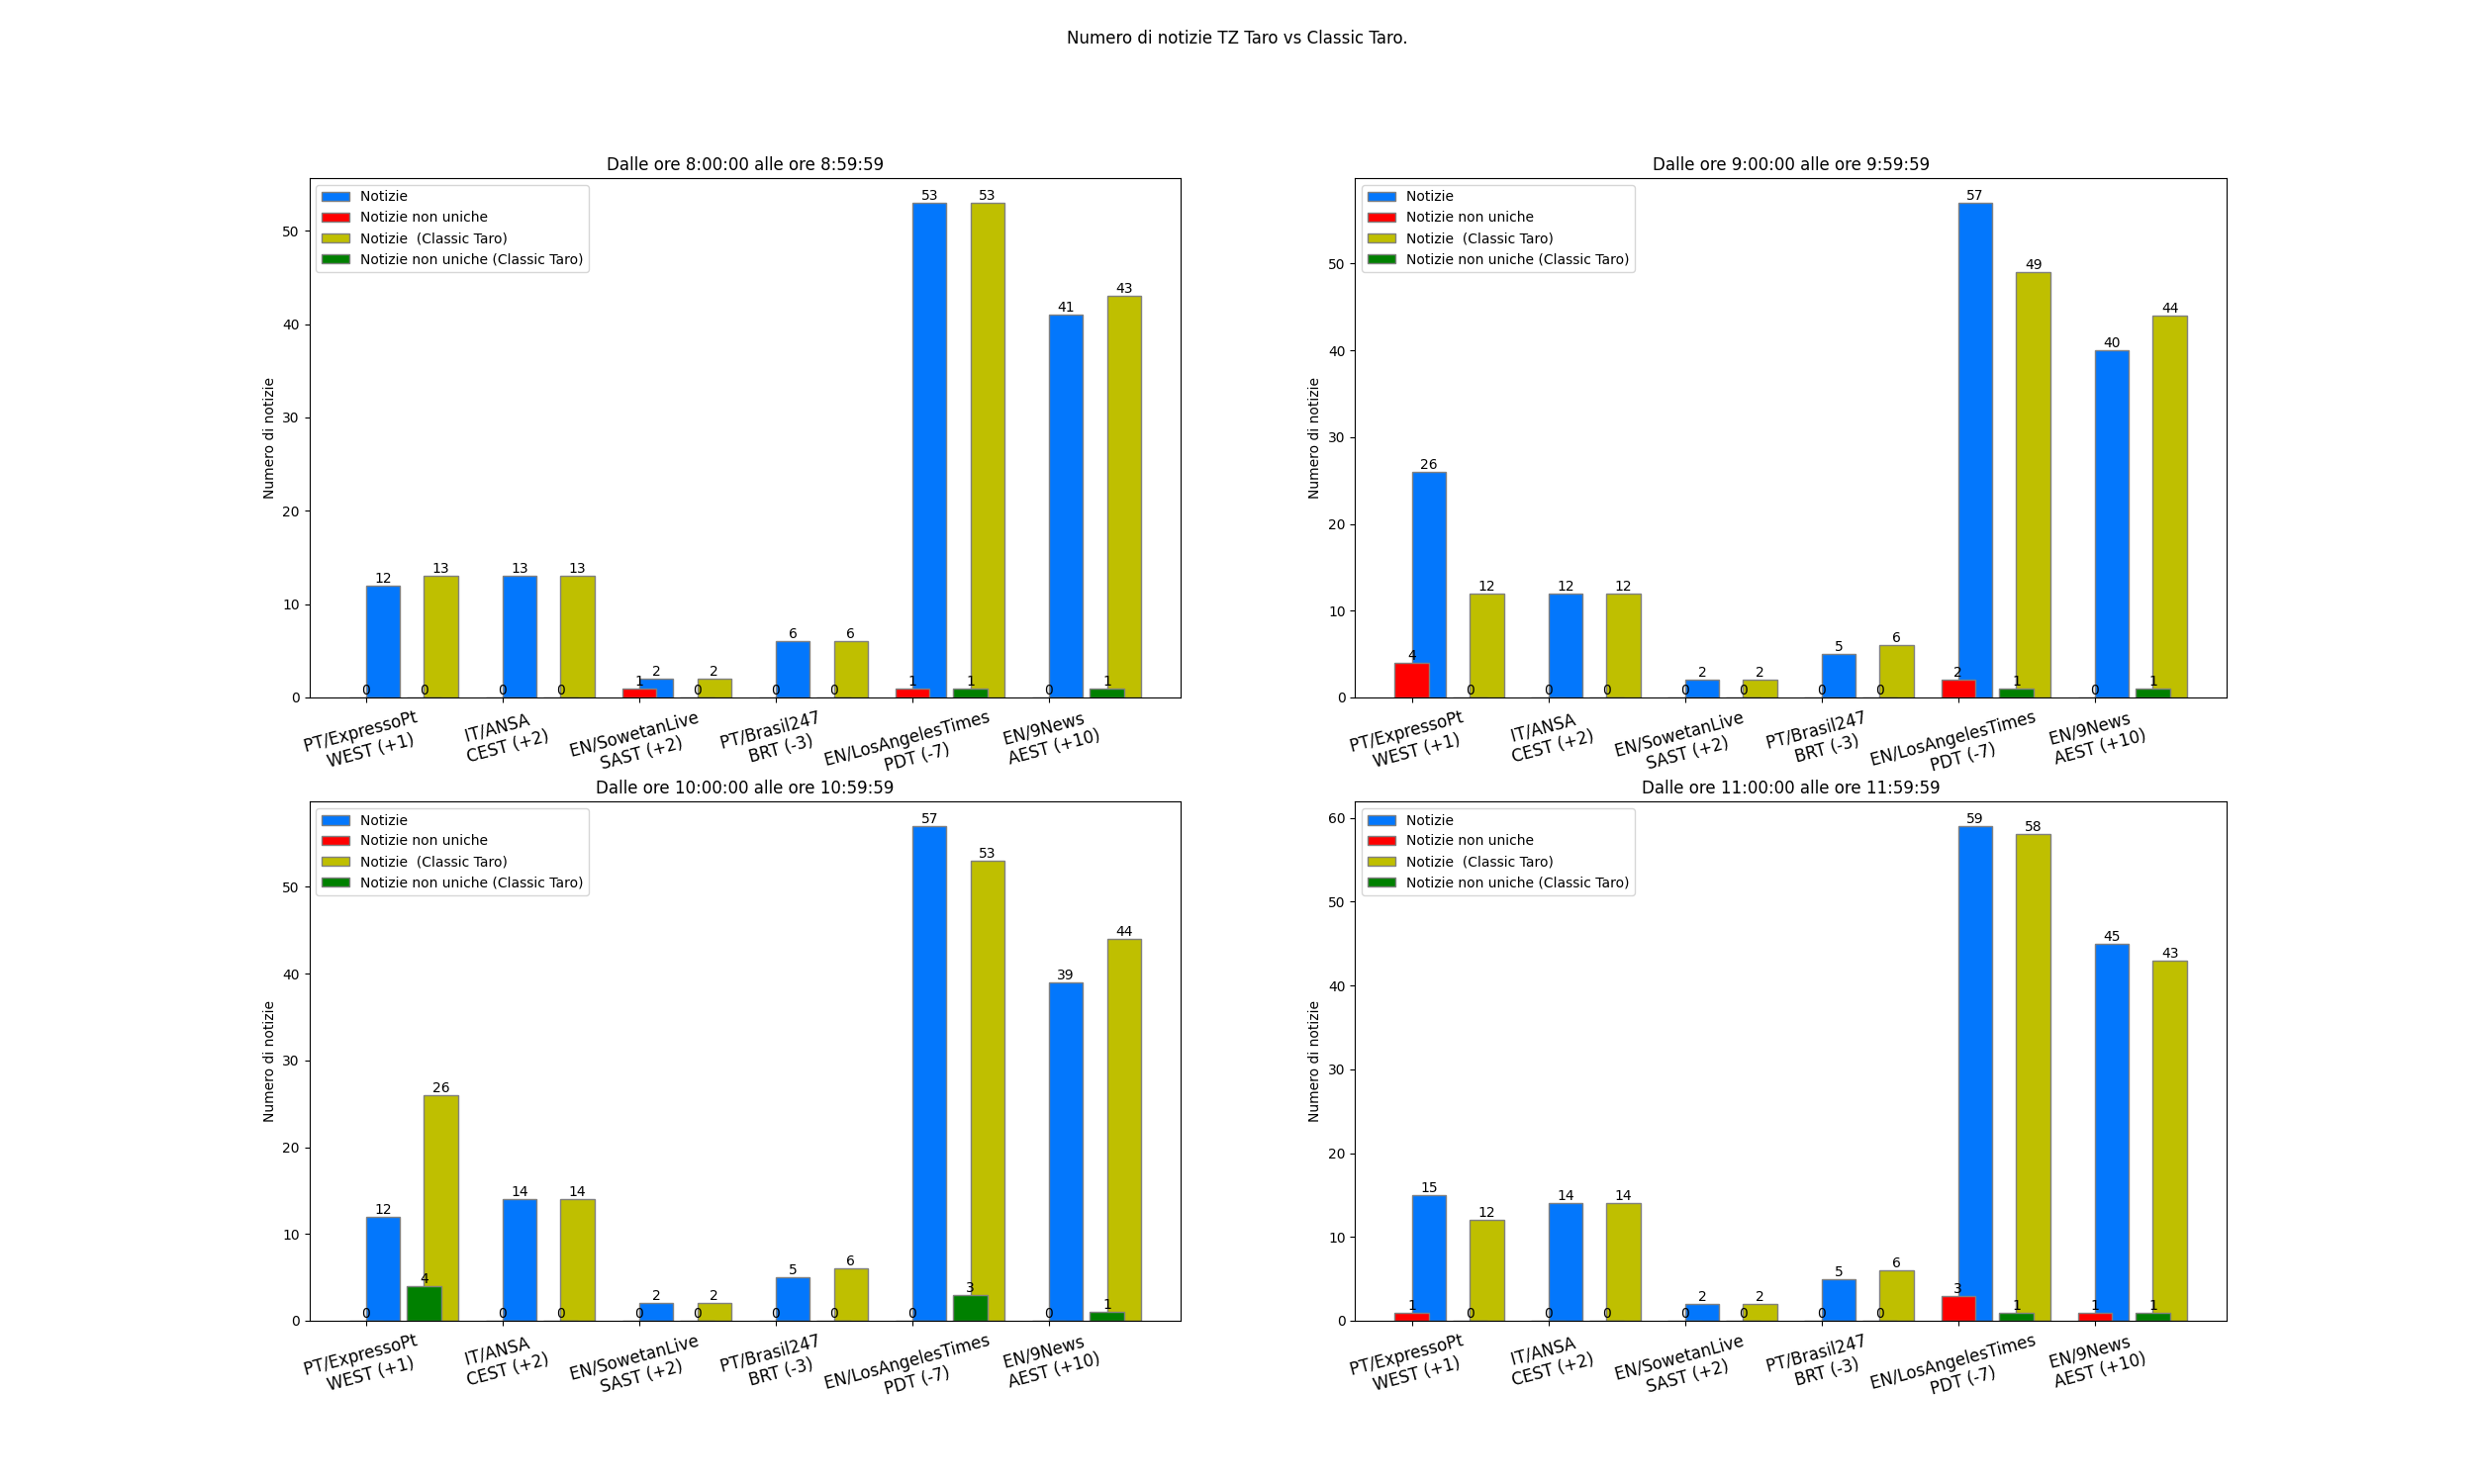 Numero di notizie TZ Taro vs Classic Taro.
Dalle ore 8:00:00 alle ore 8:59:59
Notizie
Notizie non uniche
Notizie  (Classic Taro)
Notizie non uniche (Classic Taro)
Numero di notizie
50
40
30
20
10
0
12 13 13 13 2 2 6 6 53 53 41 43
0 0 0 0 1 0 0 0 1 1 0 1
PT/ExpressoPt
WEST (+1)
IT/ANSA
CEST (+2)
EN/SowetanLive
SAST (+2)
PT/Brasil247
BRT (-3)
EN/LosAngelesTimes
PDT (-7)
EN/9News
AEST (+10)
Dalle ore 9:00:00 alle ore 9:59:59
Notizie
Notizie non uniche
Notizie  (Classic Taro)
Notizie non uniche (Classic Taro)
Numero di notizie
50
40
30
20
10
0
26 12 12 12 2 2 5 6 57 49 40 44
4 0 0 0 0 0 0 0 2 1 0 1
PT/ExpressoPt
WEST (+1)
IT/ANSA
CEST (+2)
EN/SowetanLive
SAST (+2)
PT/Brasil247
BRT (-3)
EN/LosAngelesTimes
PDT (-7)
EN/9News
AEST (+10)
Dalle ore 10:00:00 alle ore 10:59:59
Notizie
Notizie non uniche
Notizie  (Classic Taro)
Notizie non uniche (Classic Taro)
Numero di notizie
50
40
30
20
10
0
12 26 14 14 2 2 5 6 57 53 39 44
0 4 0 0 0 0 0 0 0 3 0 1
PT/ExpressoPt
WEST (+1)
IT/ANSA
CEST (+2)
EN/SowetanLive
SAST (+2)
PT/Brasil247
BRT (-3)
EN/LosAngelesTimes
PDT (-7)
EN/9News
AEST (+10)
Dalle ore 11:00:00 alle ore 11:59:59
Notizie
Notizie non uniche
Notizie  (Classic Taro)
Notizie non uniche (Classic Taro)
Numero di notizie
60
50
40
30
20
10
0
15 12 14 14 2 2 5 6 59 58 45 43
1 0 0 0 0 0 0 0 3 1 1 1
PT/ExpressoPt
WEST (+1)
IT/ANSA
CEST (+2)
EN/SowetanLive
SAST (+2)
PT/Brasil247
BRT (-3)
EN/LosAngelesTimes
PDT (-7)
EN/9News
AEST (+10)